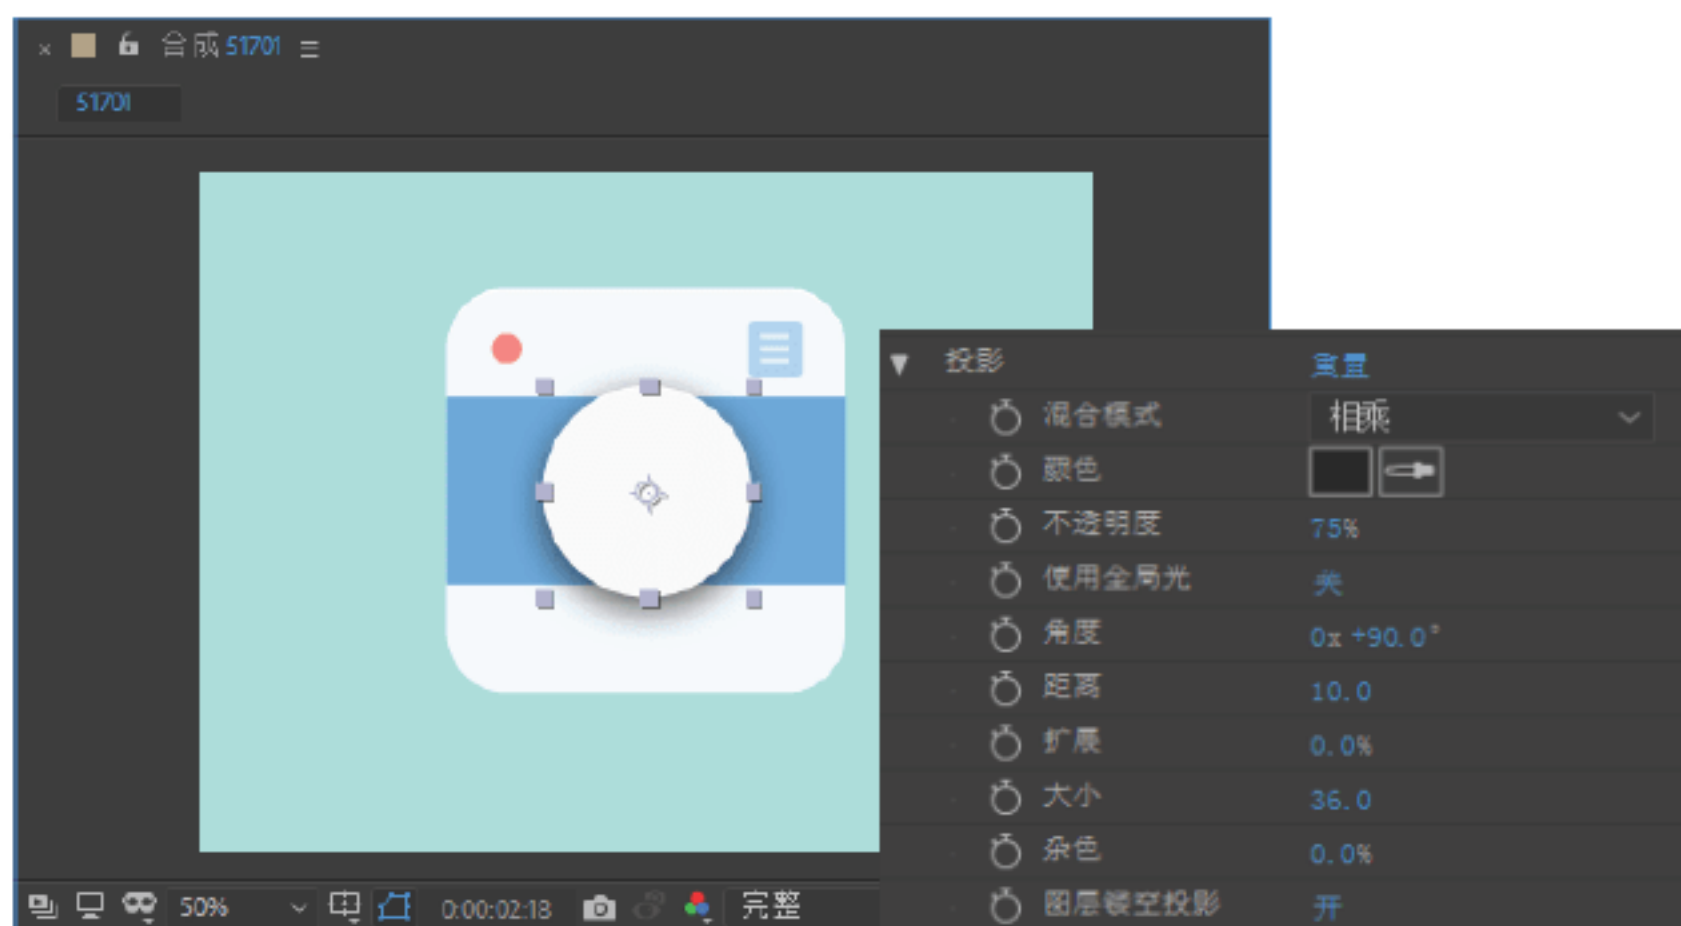 合成 51701
51701
投影 重置
混合模式 相乘
颜色
不透明度 75%
使用全局光 关
角度 0x +90.0°
距离 10.0
扩展 0.0%
大小 36.0
杂色 0.0%
图层镂空投影 开
50% 0:00:02:13 完整